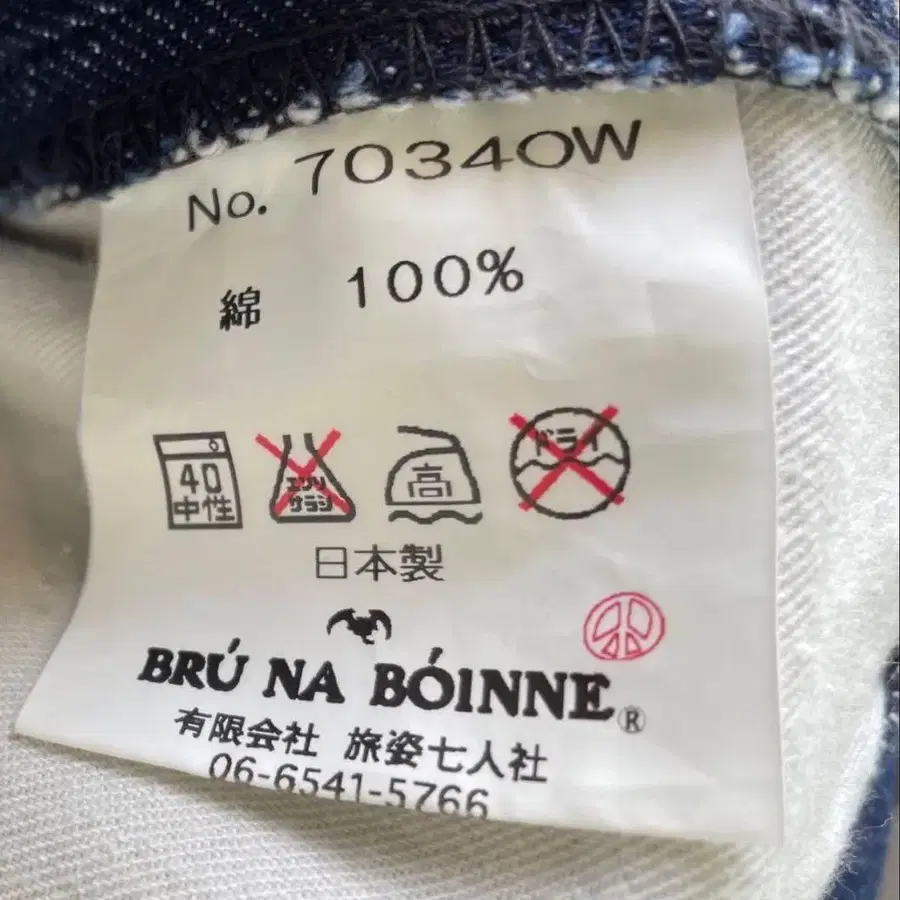 No. 70340W
綿 100%
40 中性 エンソ サラシ 高 ドライ
日本製
BRÚ NA BÓINNE ®
有限会社 旅姿七人社
06-6541-5766